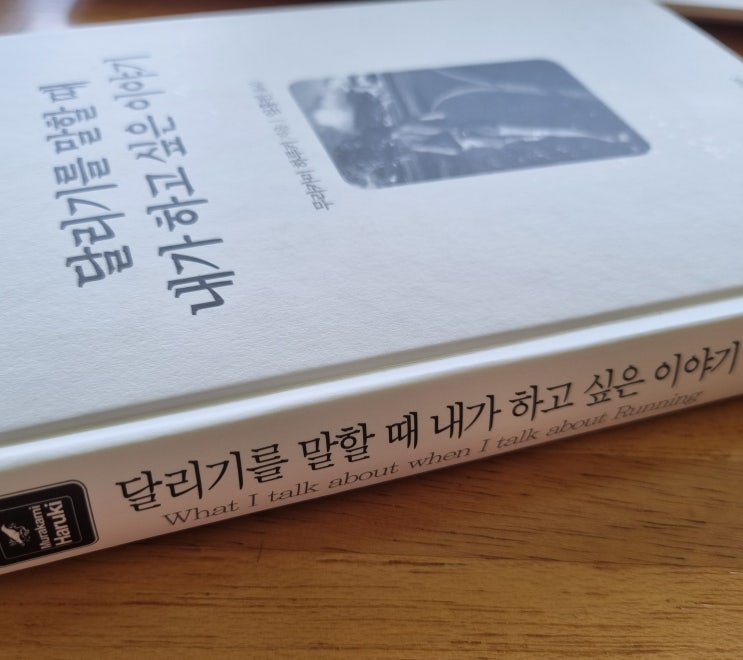 달리기를 말할 때
내가 하고 싶은 이야기
무라카미 하루키 지음
달리기를 말할 때 내가 하고 싶은 이야기
What I talk about when I talk about Running
Murakami
Haruki